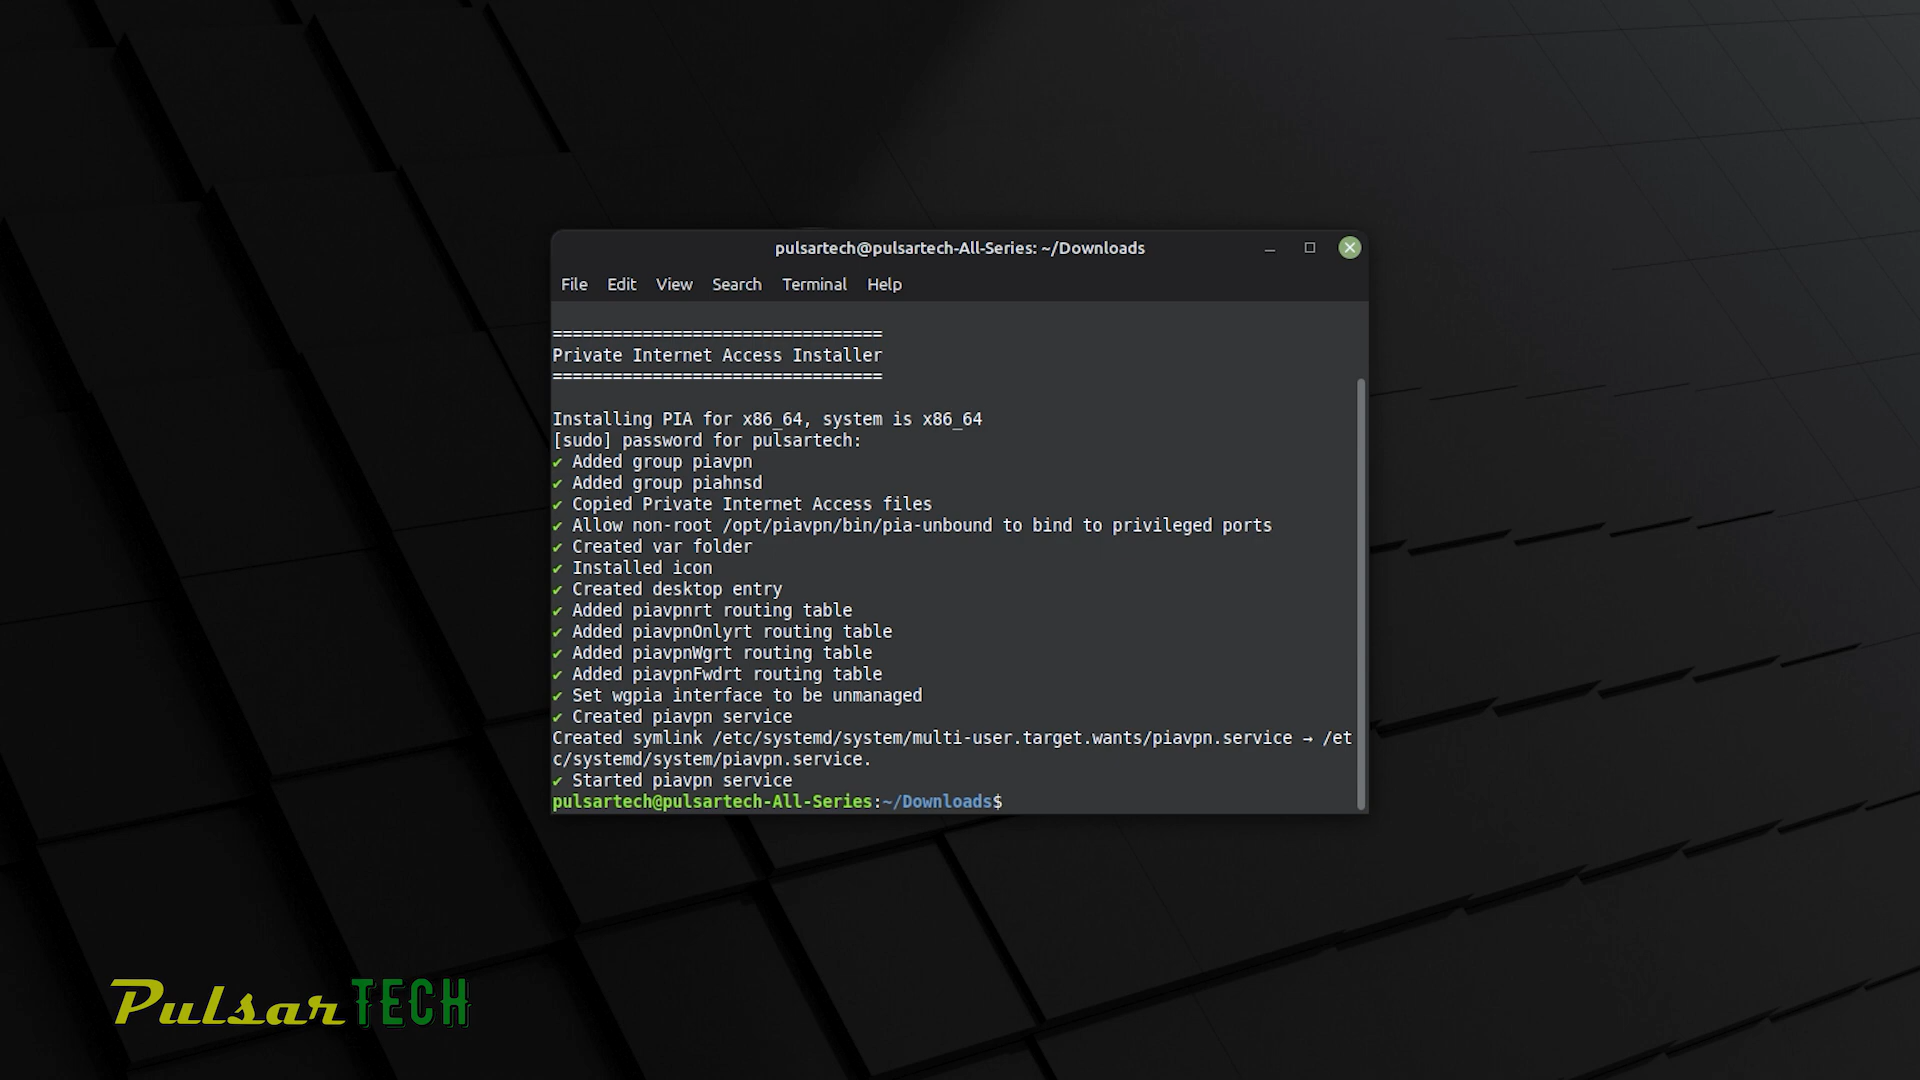 pulsartech@pulsartech-All-Series: ~/Downloads
File Edit View Search Terminal Help
=================================
Private Internet Access Installer
=================================
Installing PIA for x86_64, system is x86_64
[sudo] password for pulsartech:
✔ Added group piavpn
✔ Added group piahnsd
✔ Copied Private Internet Access files
✔ Allow non-root /opt/piavpn/bin/pia-unbound to bind to privileged ports
✔ Created var folder
✔ Installed icon
✔ Created desktop entry
✔ Added piavpnrt routing table
✔ Added piavpnOnlyrt routing table
✔ Added piavpnWgrt routing table
✔ Added piavpnFwdrt routing table
✔ Set wgpia interface to be unmanaged
✔ Created piavpn service
Created symlink /etc/systemd/system/multi-user.target.wants/piavpn.service → /et
c/systemd/system/piavpn.service.
✔ Started piavpn service
pulsartech@pulsartech-All-Series:~/Downloads$
PulsarTECH